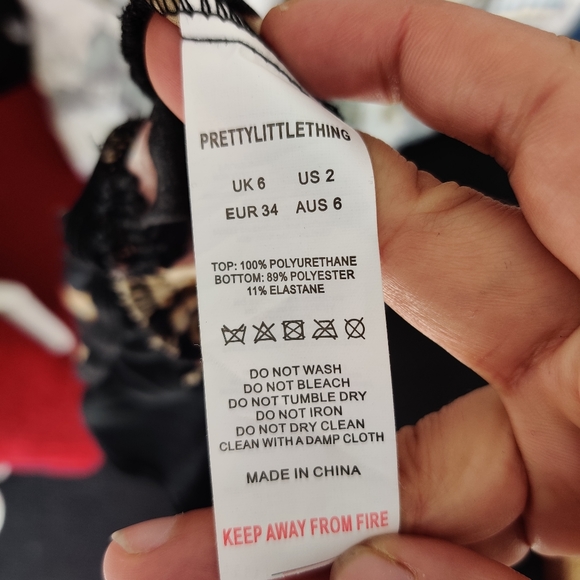 PRETTYLITTLETHING
UK 6 US 2
EUR 34 AUS 6
TOP: 100% POLYURETHANE
BOTTOM: 89% POLYESTER
11% ELASTANE
DO NOT WASH
DO NOT BLEACH
DO NOT TUMBLE DRY
DO NOT IRON
DO NOT DRY CLEAN
CLEAN WITH A DAMP CLOTH
MADE IN CHINA
KEEP AWAY FROM FIRE